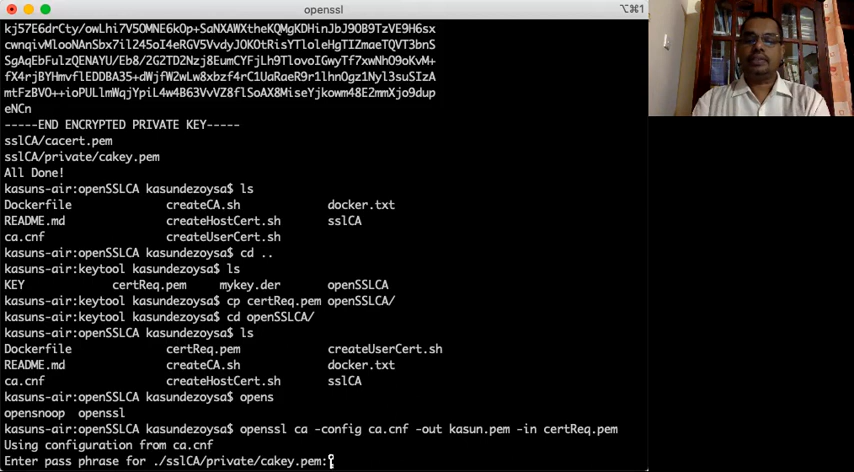 openssl
⌥⌘1
kj57E6drCty/owLhi7V5OMNE6kOp+SaNXAWXtheKQMgKDHinJbJ9OB9TzVE9H6sx
cwnqivMlooNAnSbx7il245oI4eRGV5VvdyJOKOtRisYTloleHgTIZmaeTQVT3bnS
SgAqEbFulzQENAYU/Eb8/2G2TD2Nzj8EumCYFjLh9TlovoIGwyTf7xwNhO9oKvM+
fX4rjBYHmvflEDDBA35+dWjfW2wLw8xbzf4rC1UaRaeR9r1lhnOgz1Nyl3suSIzA
mtFzBVO++ioPULlmWqjYpiL4w4B63VvVZ8flSoAX8MiseYjkowm48E2mmXjo9dup
eNCn
-----END ENCRYPTED PRIVATE KEY-----
sslCA/cacert.pem
sslCA/private/cakey.pem
All Done!
kasuns-air:openSSLCA kasundezoysa$ ls
Dockerfile createCA.sh docker.txt
README.md createHostCert.sh sslCA
ca.cnf createUserCert.sh
kasuns-air:openSSLCA kasundezoysa$ cd ..
kasuns-air:keytool kasundezoysa$ ls
KEY certReq.pem mykey.der openSSLCA
kasuns-air:keytool kasundezoysa$ cp certReq.pem openSSLCA/
kasuns-air:keytool kasundezoysa$ cd openSSLCA/
kasuns-air:openSSLCA kasundezoysa$ ls
Dockerfile certReq.pem createUserCert.sh
README.md createCA.sh docker.txt
ca.cnf createHostCert.sh sslCA
kasuns-air:openSSLCA kasundezoysa$ opens
opensnoop openssl
kasuns-air:openSSLCA kasundezoysa$ openssl ca -config ca.cnf -out kasun.pem -in certReq.pem
Using configuration from ca.cnf
Enter pass phrase for ./sslCA/private/cakey.pem: